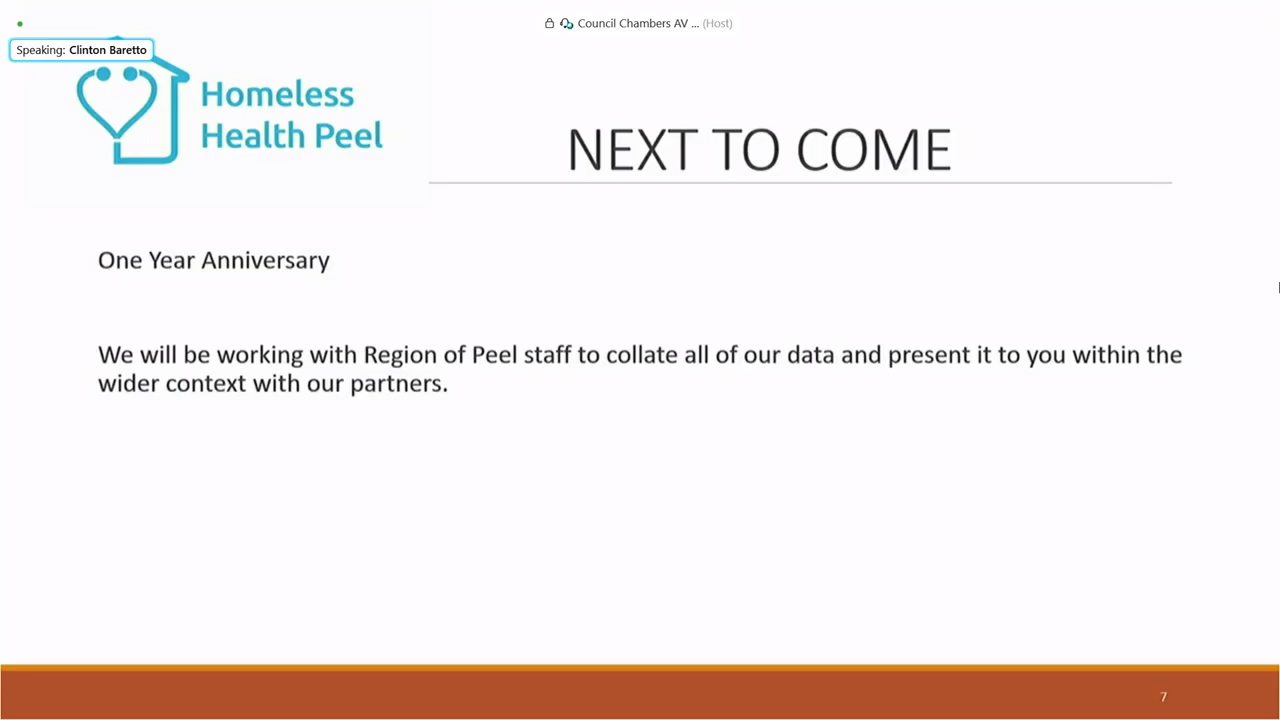 Council Chambers AV ... (Host)
Speaking: Clinton Baretto
Homeless
Health Peel
NEXT TO COME
One Year Anniversary
We will be working with Region of Peel staff to collate all of our data and present it to you within the
wider context with our partners.
7